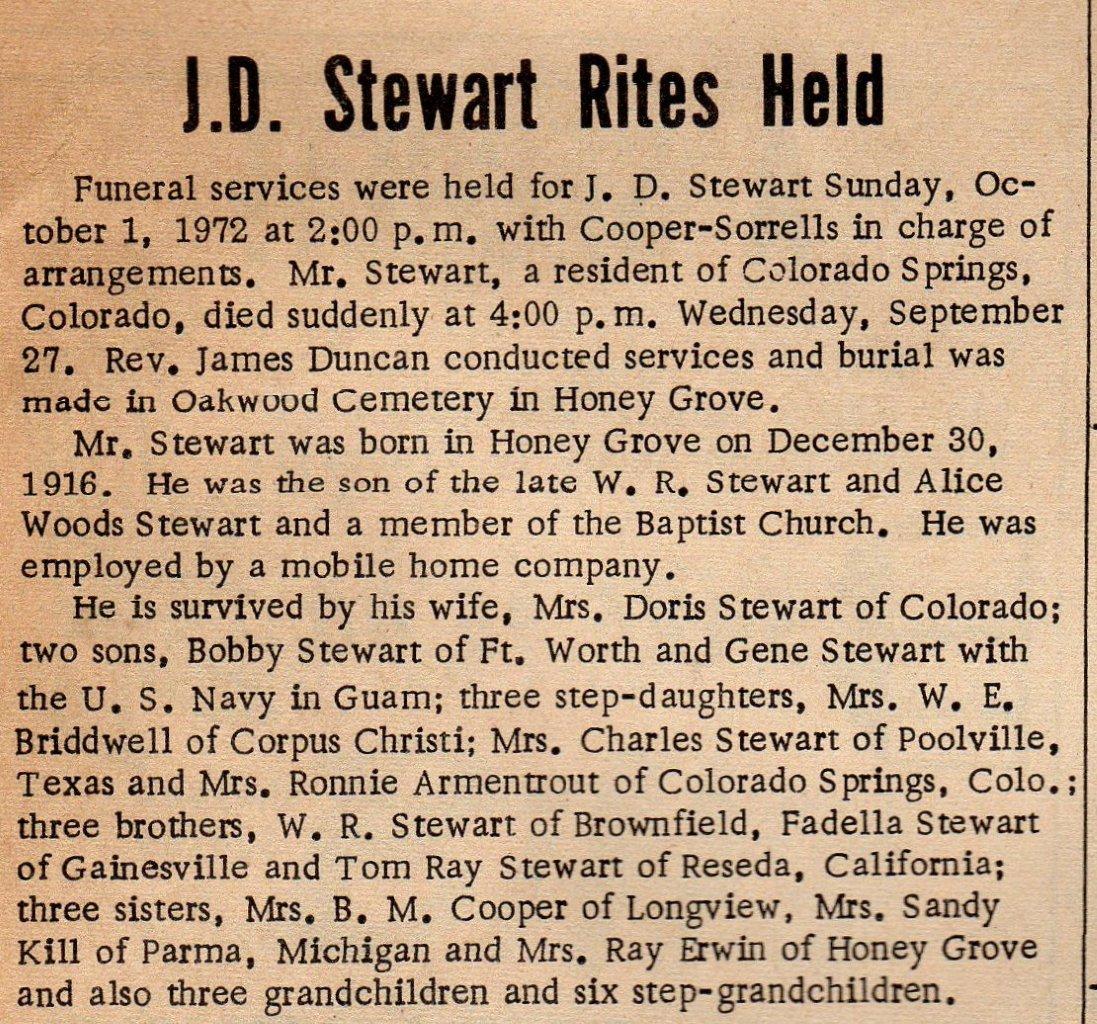 J.D. Stewart Rites Held
Funeral services were held for J. D. Stewart Sunday, Oc-
tober 1, 1972 at 2:00 p.m. with Cooper-Sorrells in charge of
arrangements. Mr. Stewart, a resident of Colorado Springs,
Colorado, died suddenly at 4:00 p.m. Wednesday, September
27. Rev. James Duncan conducted services and burial was
made in Oakwood Cemetery in Honey Grove.
Mr. Stewart was born in Honey Grove on December 30,
1916. He was the son of the late W. R. Stewart and Alice
Woods Stewart and a member of the Baptist Church. He was
employed by a mobile home company.
He is survived by his wife, Mrs. Doris Stewart of Colorado;
two sons, Bobby Stewart of Ft. Worth and Gene Stewart with
the U. S. Navy in Guam; three step-daughters, Mrs. W. E.
Briddwell of Corpus Christi; Mrs. Charles Stewart of Poolville,
Texas and Mrs. Ronnie Armentrout of Colorado Springs, Colo.;
three brothers, W. R. Stewart of Brownfield, Fadella Stewart
of Gainesville and Tom Ray Stewart of Reseda, California;
three sisters, Mrs. B. M. Cooper of Longview, Mrs. Sandy
Kill of Parma, Michigan and Mrs. Ray Erwin of Honey Grove
and also three grandchildren and six step-grandchildren.